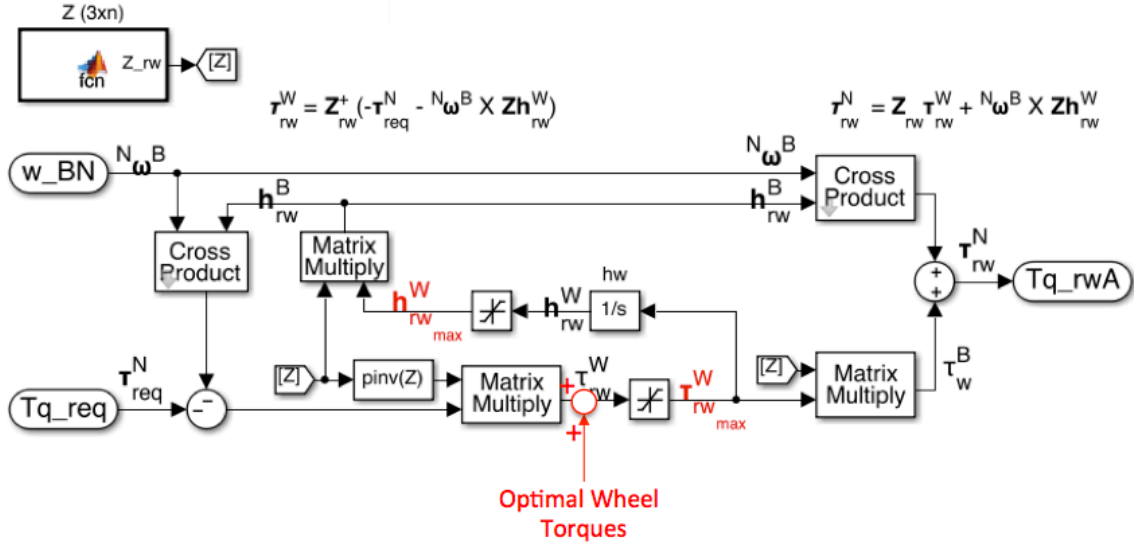 Z (3xn)
fcn
Z_rw
[Z]
τ_rw^W = Z_rw^+ (-τ_req^N - ^Nω^B X Zh_rw^W)
τ_rw^N = Z_rw τ_rw^W + ^Nω^B X Zh_rw^W
w_BN
^Nω^B
^Nω^B
h_rw^B
h_rw^B
Cross
Product
Cross
Product
Matrix
Multiply
hw
h_rw_max^W
h_rw^W
1/s
τ_rw^N
+
+
Tq_rwA
[Z]
pinv(Z)
Matrix
Multiply
τ_rw^W
τ_rw_max^W
[Z]
Matrix
Multiply
τ_w^B
Tq_req
τ_req^N
- -
+
+
Optimal Wheel
Torques